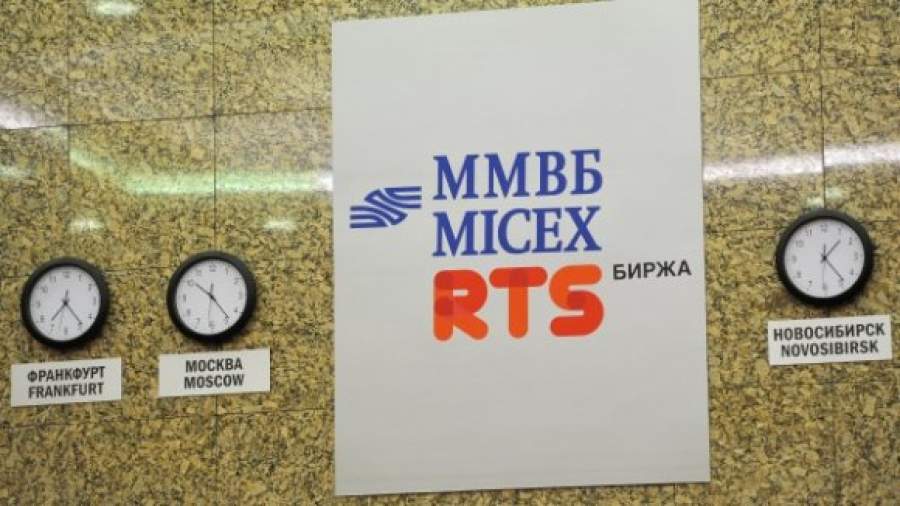 ММВБ
MICEX
RTS БИРЖА
ФРАНКФУРТ
FRANKFURT
МОСКВА
MOSCOW
НОВОСИБИРСК
NOVOSIBIRSK